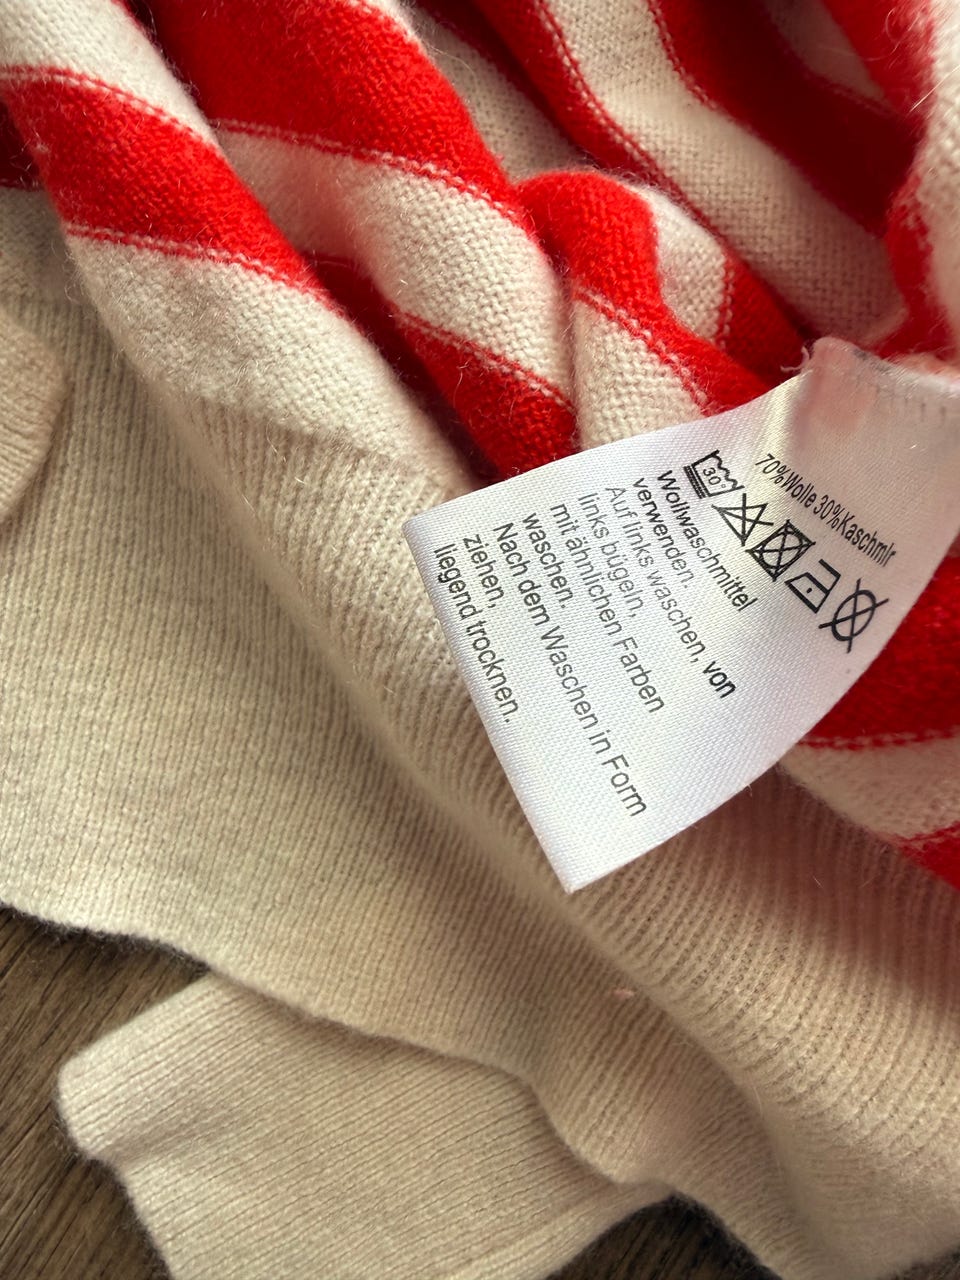 70%Wolle 30%Kaschmir
30°
Wollwaschmittel
verwenden.
Auf links waschen, von
links bügeln,
mit ähnlichen Farben
waschen.
Nach dem Waschen in Form
ziehen,
liegend trocknen.